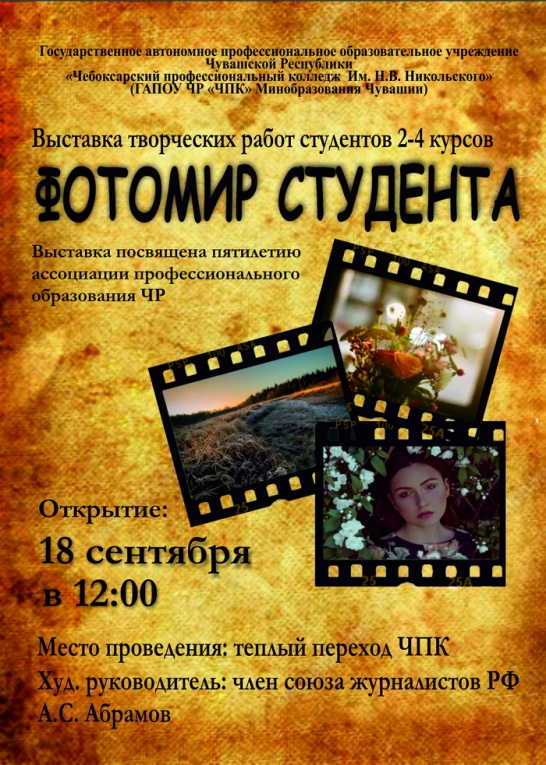 Государственное автономное профессиональное образовательное учреждение
Чувашской Республики
«Чебоксарский профессиональный колледж Им. Н.В. Никольского»
(ГАПОУ ЧР «ЧПК» Минобразования Чувашии)
Выставка творческих работ студентов 2-4 курсов
ФОТОМИР СТУДЕНТА
Выставка посвящена пятилетию
ассоциации профессионального
образования ЧР
Открытие:
18 сентября
в 12:00
Место проведения: теплый переход ЧПК
Худ. руководитель: член союза журналистов РФ
А.С. Абрамов